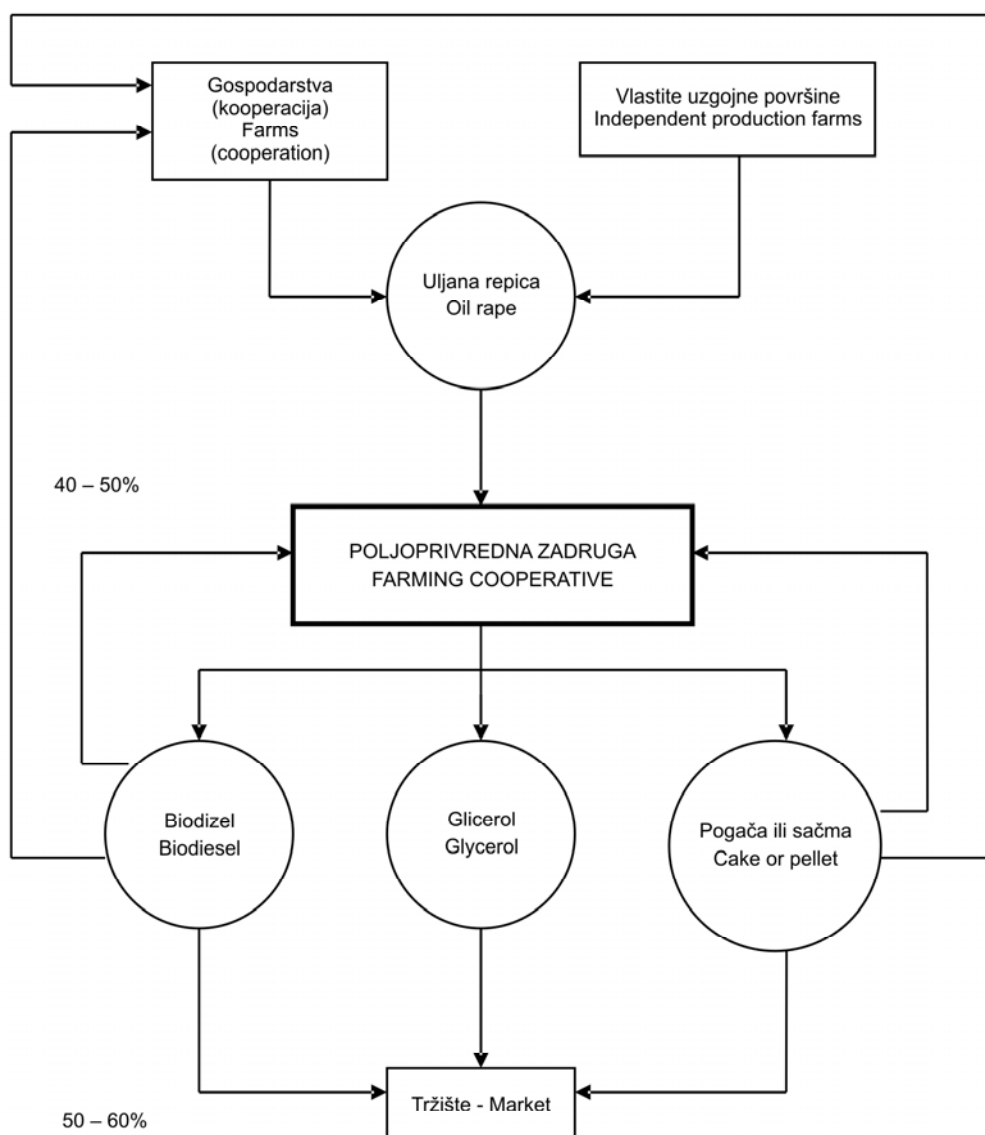 Gospodarstva
(kooperacija)
Farms
(cooperation)
Vlastite uzgojne površine
Independent production farms
Uljana repica
Oil rape
40 – 50%
POLJOPRIVREDNA ZADRUGA
FARMING COOPERATIVE
Biodizel
Biodiesel
Glicerol
Glycerol
Pogača ili sačma
Cake or pellet
Tržište - Market
50 – 60%